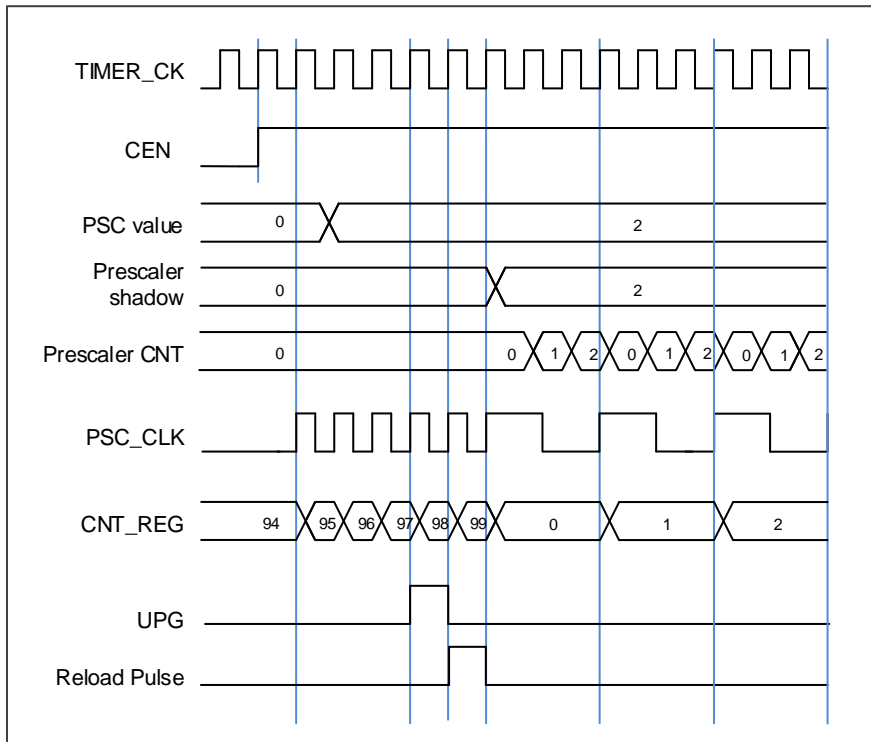 TIMER_CK
CEN
PSC value 0 2
Prescaler
shadow 0 2
Prescaler CNT 0 0 1 2 0 1 2 0 1 2
PSC_CLK
CNT_REG 94 95 96 97 98 99 0 1 2
UPG
Reload Pulse